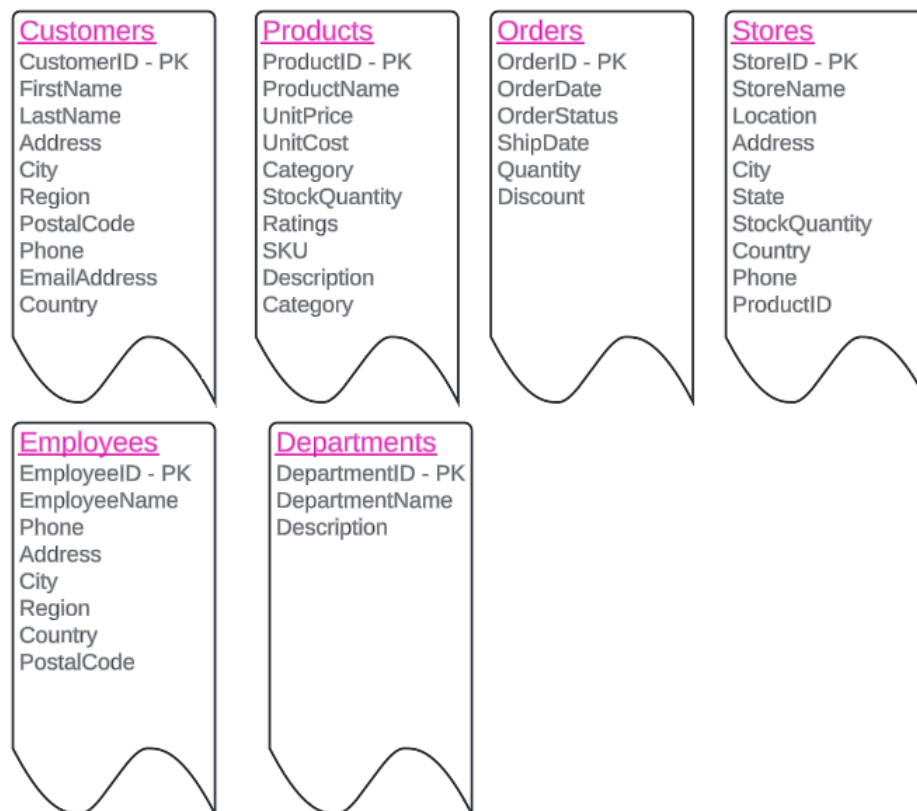 Customers
CustomerID - PK
FirstName
LastName
Address
City
Region
PostalCode
Phone
EmailAddress
Country
Products
ProductID - PK
ProductName
UnitPrice
UnitCost
Category
StockQuantity
Ratings
SKU
Description
Category
Orders
OrderID - PK
OrderDate
OrderStatus
ShipDate
Quantity
Discount
Stores
StoreID - PK
StoreName
Location
Address
City
State
StockQuantity
Country
Phone
ProductID
Employees
EmployeeID - PK
EmployeeName
Phone
Address
City
Region
Country
PostalCode
Departments
DepartmentID - PK
DepartmentName
Description